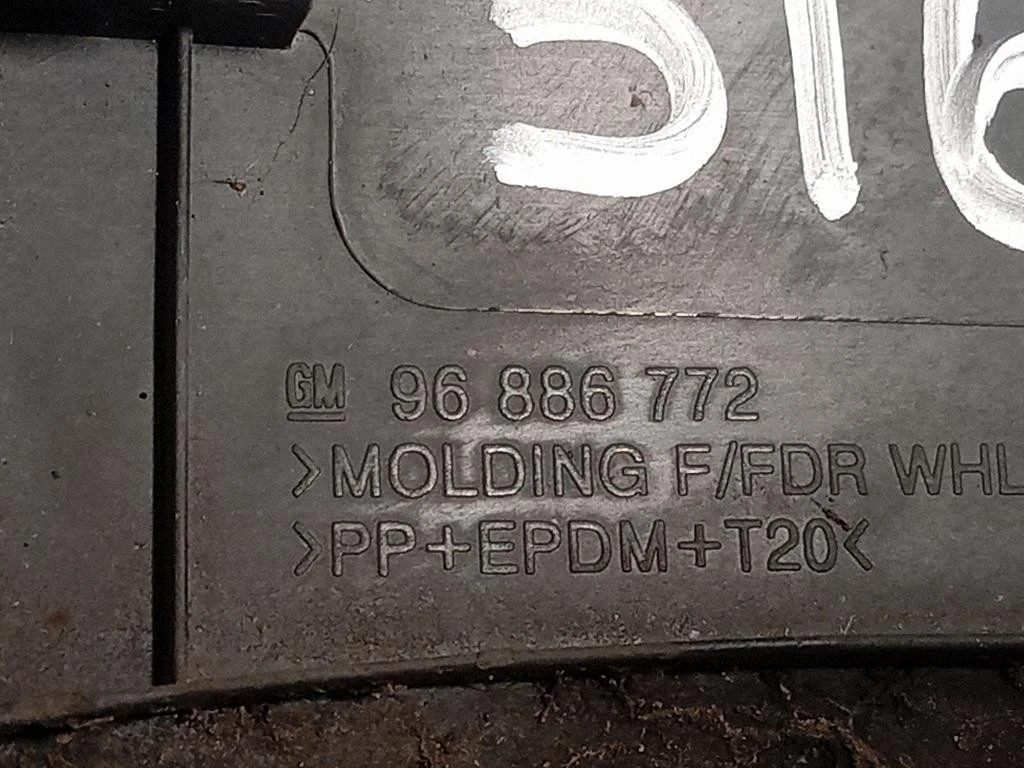 GM 96 886 772
>MOLDING F/FDR WHL
>PP+EPDM+T20<